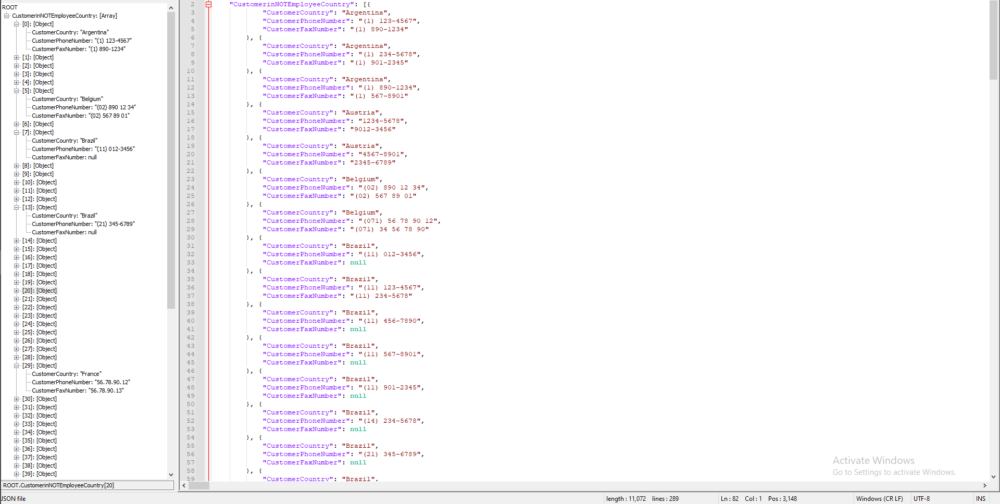 ROOT
CustomerinNOTEmployeeCountry: [Array]
[0]: [Object]
CustomerCountry: "Argentina"
CustomerPhoneNumber: "(1) 123-4567"
CustomerFaxNumber: "(1) 890-1234"
[1]: [Object]
[2]: [Object]
[3]: [Object]
[4]: [Object]
[5]: [Object]
CustomerCountry: "Belgium"
CustomerPhoneNumber: "(02) 890 12 34"
CustomerFaxNumber: "(02) 567 89 01"
[6]: [Object]
[7]: [Object]
CustomerCountry: "Brazil"
CustomerPhoneNumber: "(11) 012-3456"
CustomerFaxNumber: null
[8]: [Object]
[9]: [Object]
[10]: [Object]
[11]: [Object]
[12]: [Object]
[13]: [Object]
CustomerCountry: "Brazil"
CustomerPhoneNumber: "(21) 345-6789"
CustomerFaxNumber: null
[14]: [Object]
[15]: [Object]
[16]: [Object]
[17]: [Object]
[18]: [Object]
[19]: [Object]
[20]: [Object]
[21]: [Object]
[22]: [Object]
[23]: [Object]
[24]: [Object]
[25]: [Object]
[26]: [Object]
[27]: [Object]
[28]: [Object]
[29]: [Object]
CustomerCountry: "France"
CustomerPhoneNumber: "56.78.90.12"
CustomerFaxNumber: "56.78.90.13"
[30]: [Object]
[31]: [Object]
[32]: [Object]
[33]: [Object]
[34]: [Object]
[35]: [Object]
[36]: [Object]
[37]: [Object]
[38]: [Object]
[39]: [Object]
ROOT.CustomerinNOTEmployeeCountry[20]
2 "CustomerinNOTEmployeeCountry": [{
3 "CustomerCountry": "Argentina",
4 "CustomerPhoneNumber": "(1) 123-4567",
5 "CustomerFaxNumber": "(1) 890-1234"
6 }, {
7 "CustomerCountry": "Argentina",
8 "CustomerPhoneNumber": "(1) 234-5678",
9 "CustomerFaxNumber": "(1) 901-2345"
10 }, {
11 "CustomerCountry": "Argentina",
12 "CustomerPhoneNumber": "(1) 890-1234",
13 "CustomerFaxNumber": "(1) 567-8901"
14 }, {
15 "CustomerCountry": "Austria",
16 "CustomerPhoneNumber": "1234-5678",
17 "CustomerFaxNumber": "9012-3456"
18 }, {
19 "CustomerCountry": "Austria",
20 "CustomerPhoneNumber": "4567-8901",
21 "CustomerFaxNumber": "2345-6789"
22 }, {
23 "CustomerCountry": "Belgium",
24 "CustomerPhoneNumber": "(02) 890 12 34",
25 "CustomerFaxNumber": "(02) 567 89 01"
26 }, {
27 "CustomerCountry": "Belgium",
28 "CustomerPhoneNumber": "(071) 56 78 90 12",
29 "CustomerFaxNumber": "(071) 34 56 78 90"
30 }, {
31 "CustomerCountry": "Brazil",
32 "CustomerPhoneNumber": "(11) 012-3456",
33 "CustomerFaxNumber": null
34 }, {
35 "CustomerCountry": "Brazil",
36 "CustomerPhoneNumber": "(11) 123-4567",
37 "CustomerFaxNumber": "(11) 234-5678"
38 }, {
39 "CustomerCountry": "Brazil",
40 "CustomerPhoneNumber": "(11) 456-7890",
41 "CustomerFaxNumber": null
42 }, {
43 "CustomerCountry": "Brazil",
44 "CustomerPhoneNumber": "(11) 567-8901",
45 "CustomerFaxNumber": null
46 }, {
47 "CustomerCountry": "Brazil",
48 "CustomerPhoneNumber": "(11) 901-2345",
49 "CustomerFaxNumber": null
50 }, {
51 "CustomerCountry": "Brazil",
52 "CustomerPhoneNumber": "(14) 234-5678",
53 "CustomerFaxNumber": null
54 }, {
55 "CustomerCountry": "Brazil",
56 "CustomerPhoneNumber": "(21) 345-6789",
57 "CustomerFaxNumber": null
58 }, {
59 "CustomerCountry": "Brazil",
Activate Windows
Go to Settings to activate Windows.
JSON file length : 11,072 lines : 289 Ln : 82 Col : 1 Pos : 3,148 Windows (CR LF) UTF-8 INS